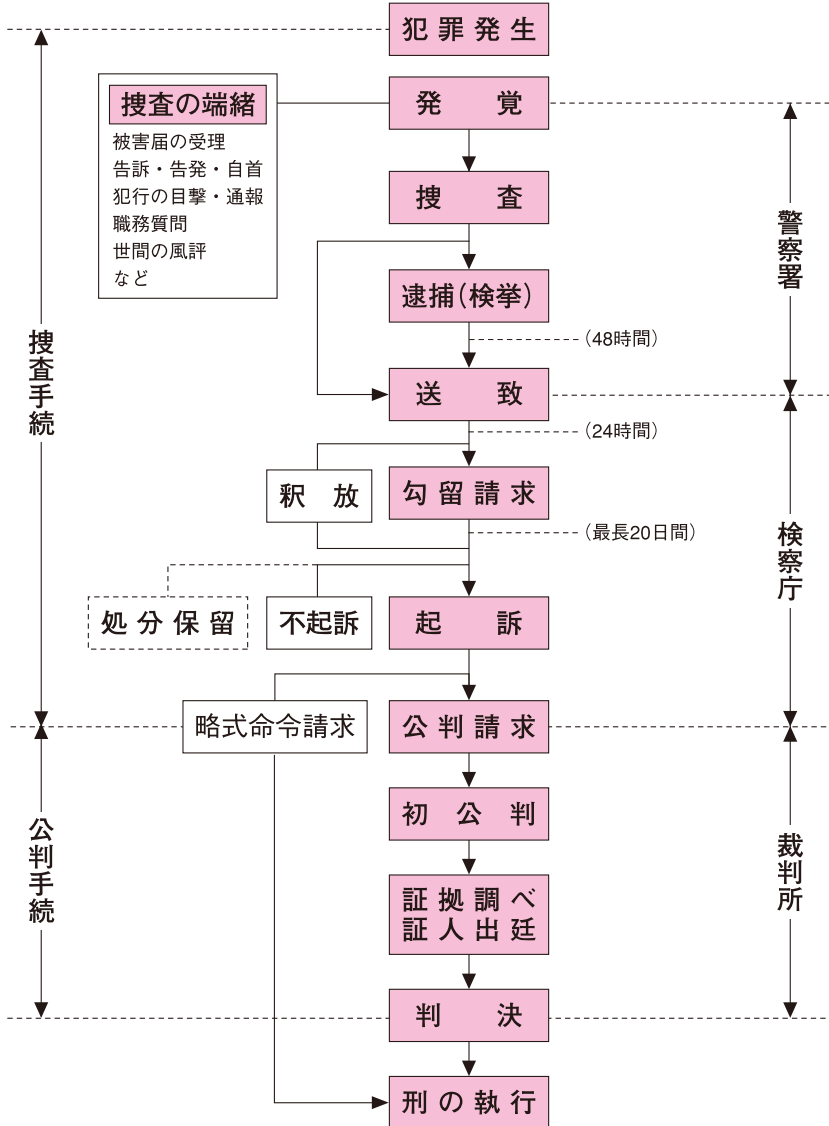 犯罪発生
捜査の端緒
被害届の受理
告訴・告発・自首
犯行の目撃・通報
職務質問
世間の風評
など
発覚
捜査
逮捕(検挙)
(48時間)
送致
(24時間)
釈放
勾留請求
(最長20日間)
処分保留
不起訴
起訴
略式命令請求
公判請求
初公判
証拠調べ
証人出廷
判決
刑の執行
捜査手続
公判手続
警察署
検察庁
裁判所